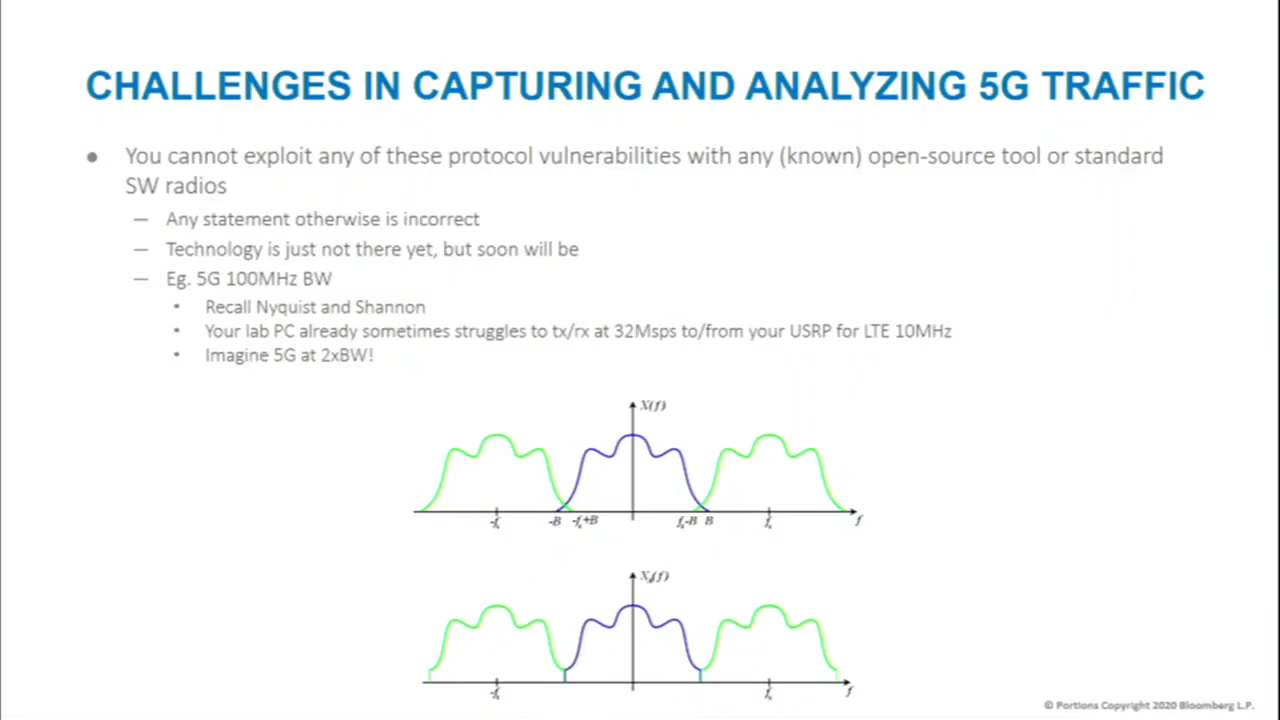 CHALLENGES IN CAPTURING AND ANALYZING 5G TRAFFIC
● You cannot exploit any of these protocol vulnerabilities with any (known) open-source tool or standard
SW radios
— Any statement otherwise is incorrect
— Technology is just not there yet, but soon will be
— Eg. 5G 100MHz BW
• Recall Nyquist and Shannon
• Your lab PC already sometimes struggles to tx/rx at 32Msps to/from your USRP for LTE 10MHz
• Imagine 5G at 2xBW!
X(f)
-fₛ -B -fₛ+B fₛ-B B fₛ f
Xₛ(f)
-fₛ fₛ f
© Portions Copyright 2020 Bloomberg L.P.